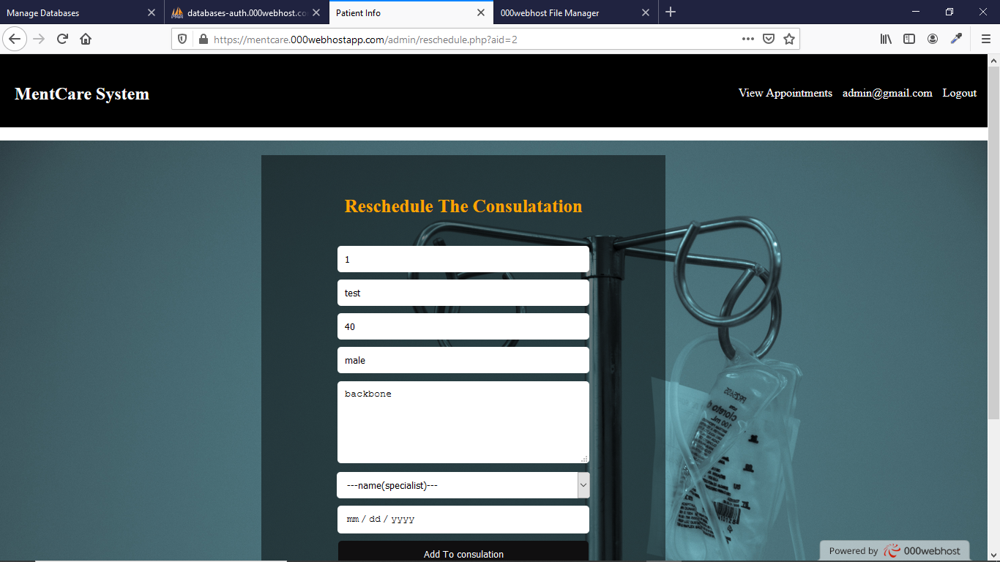 Manage Databases
databases-auth.000webhost.co
Patient Info
000webhost File Manager
https://mentcare.000webhostapp.com/admin/reschedule.php?aid=2
MentCare System
View Appointments admin@gmail.com Logout
Reschedule The Consulatation
1
test
40
male
backbone
---name(specialist)---
mm / dd / yyyy
Add To consulation
100 ML
Powered by 000webhost